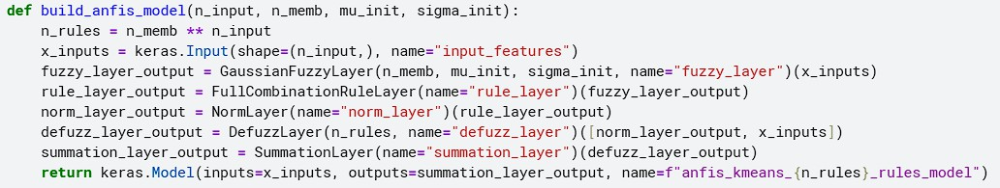 def build_anfis_model(n_input, n_memb, mu_init, sigma_init):
    n_rules = n_memb ** n_input
    x_inputs = keras.Input(shape=(n_input,), name="input_features")
    fuzzy_layer_output = GaussianFuzzyLayer(n_memb, mu_init, sigma_init, name="fuzzy_layer")(x_inputs)
    rule_layer_output = FullCombinationRuleLayer(name="rule_layer")(fuzzy_layer_output)
    norm_layer_output = NormLayer(name="norm_layer")(rule_layer_output)
    defuzz_layer_output = DefuzzLayer(n_rules, name="defuzz_layer")([norm_layer_output, x_inputs])
    summation_layer_output = SummationLayer(name="summation_layer")(defuzz_layer_output)
    return keras.Model(inputs=x_inputs, outputs=summation_layer_output, name=f"anfis_kmeans_{n_rules}_rules_model")